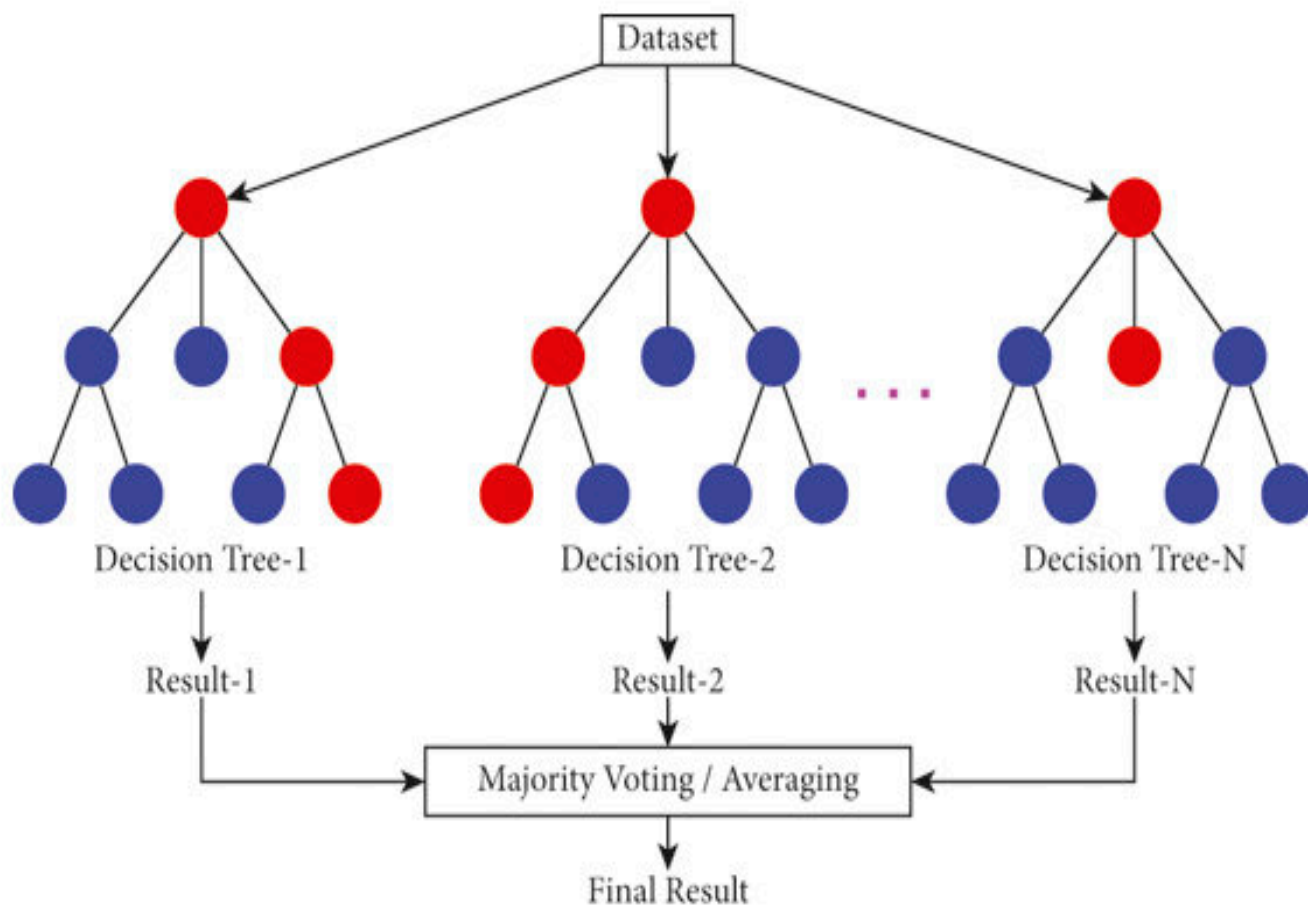 Dataset
Decision Tree-1
Decision Tree-2
Decision Tree-N
Result-1
Result-2
Result-N
Majority Voting / Averaging
Final Result